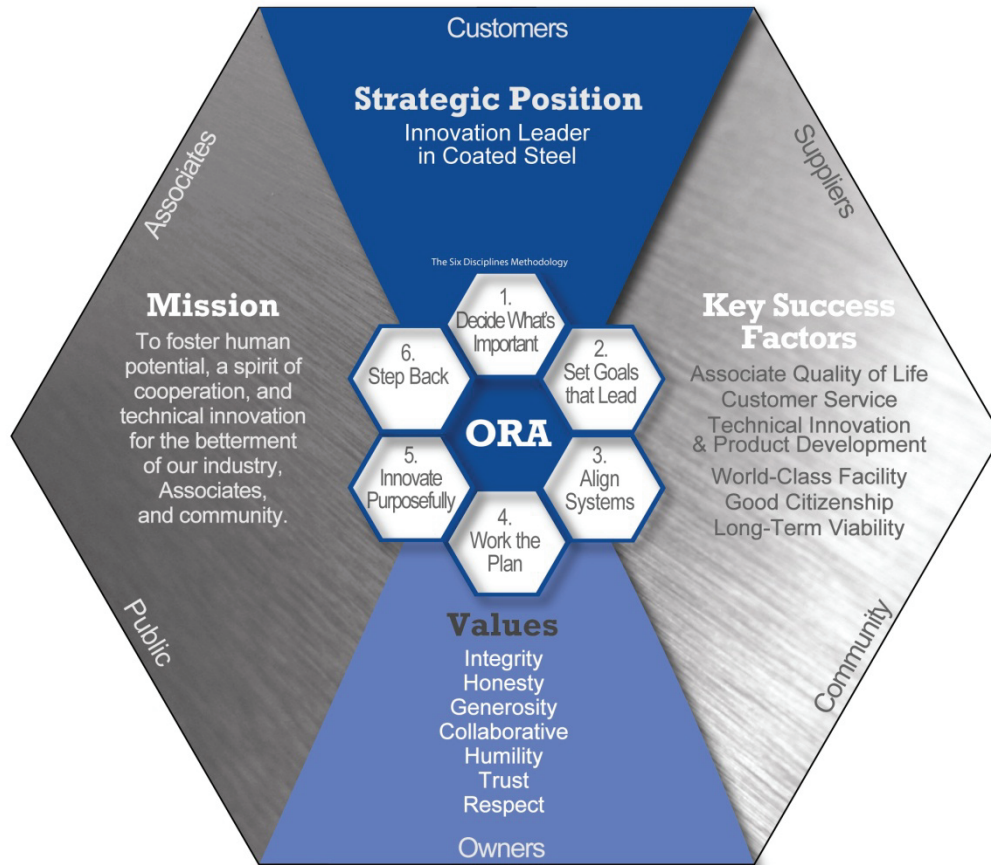 Customers
Strategic Position
Innovation Leader
in Coated Steel
Associates
Suppliers
The Six Disciplines Methodology
Mission
To foster human
potential, a spirit of
cooperation, and
technical innovation
for the betterment
of our industry,
Associates,
and community.
1.
Decide What's
Important
2.
Set Goals
that Lead
3.
Align
Systems
4.
Work the
Plan
5.
Innovate
Purposefully
6.
Step Back
ORA
Key Success
Factors
Associate Quality of Life
Customer Service
Technical Innovation
& Product Development
World-Class Facility
Good Citizenship
Long-Term Viability
Public
Community
Values
Integrity
Honesty
Generosity
Collaborative
Humility
Trust
Respect
Owners